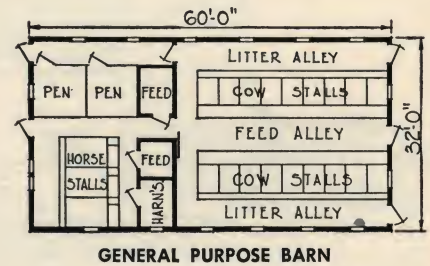 60'-0"
LITTER ALLEY
PEN PEN FEED COW STALLS
FEED ALLEY
32'-0"
HORSE STALLS
FEED
COW STALLS
HARN'S.
LITTER ALLEY
GENERAL PURPOSE BARN